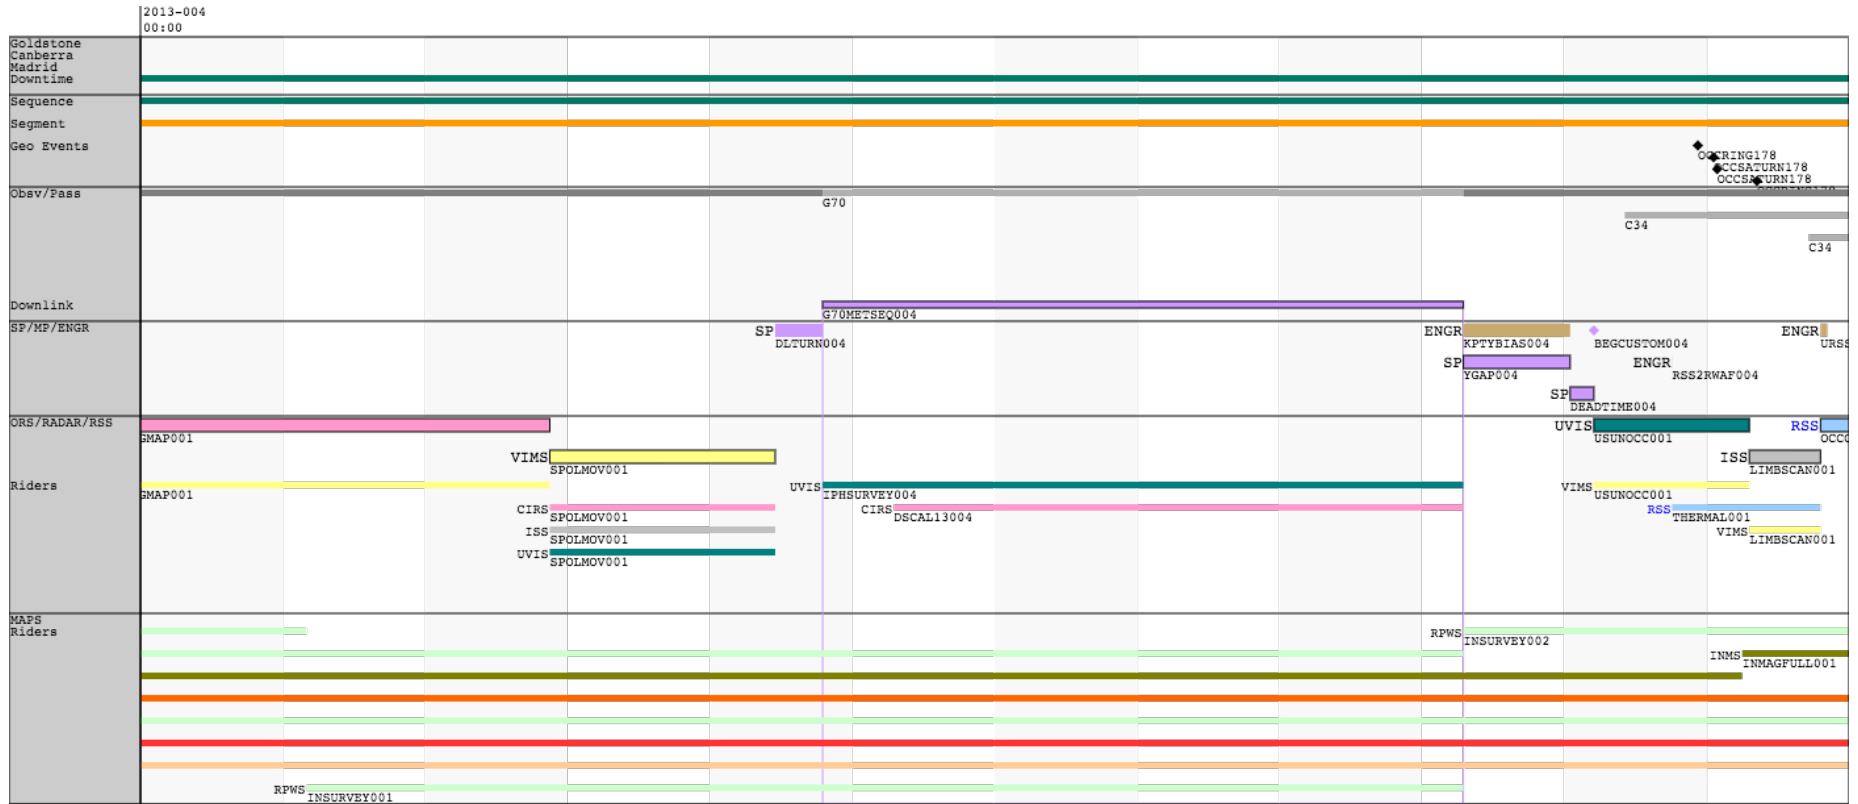 2013-004
00:00
Goldstone
Canberra
Madrid
Downtime
Sequence
Segment
Geo Events
OCCRING178
OCCSATURN178
OCCSATURN178
Obsv/Pass
G70
C34
C34
Downlink
G70METSEQ004
SP/MP/ENGR
SP
DLTURN004
ENGR
KPTYBIAS004
BEGCUSTOM004
ENGR
URSS
SP
YGAP004
ENGR
RSS2RWAF004
SP
DEADTIME004
ORS/RADAR/RSS
GMAP001
UVIS
USUNOCC001
RSS
OCC
VIMS
SPOLMOV001
ISS
LIMBSCAN001
Riders
GMAP001
UVIS
IPHSURVEY004
VIMS
USUNOCC001
CIRS
SPOLMOV001
CIRS
DSCAL13004
RSS
THERMAL001
ISS
SPOLMOV001
VIMS
LIMBSCAN001
UVIS
SPOLMOV001
MAPS
Riders
RPWS
INSURVEY002
INMS
INMAGFULL001
RPWS
INSURVEY001